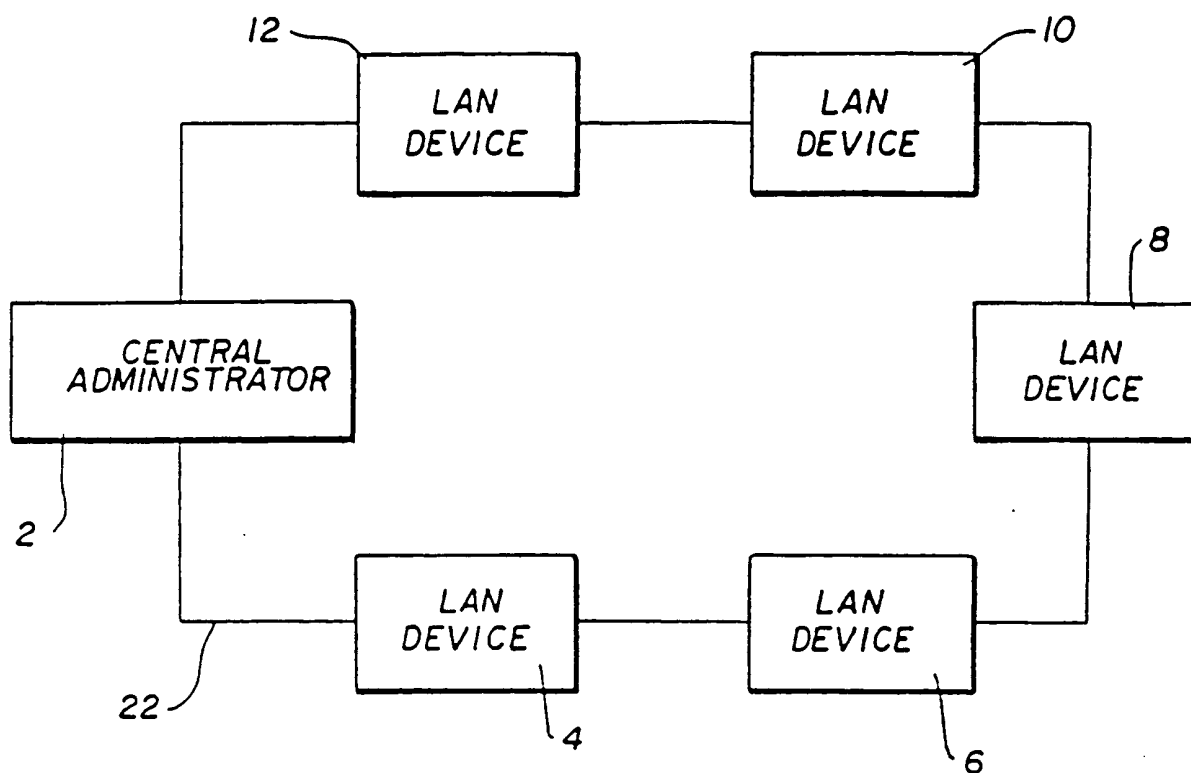 12
10
LAN
DEVICE
LAN
DEVICE
8
CENTRAL
ADMINISTRATOR
LAN
DEVICE
2
LAN
DEVICE
LAN
DEVICE
22
4
6